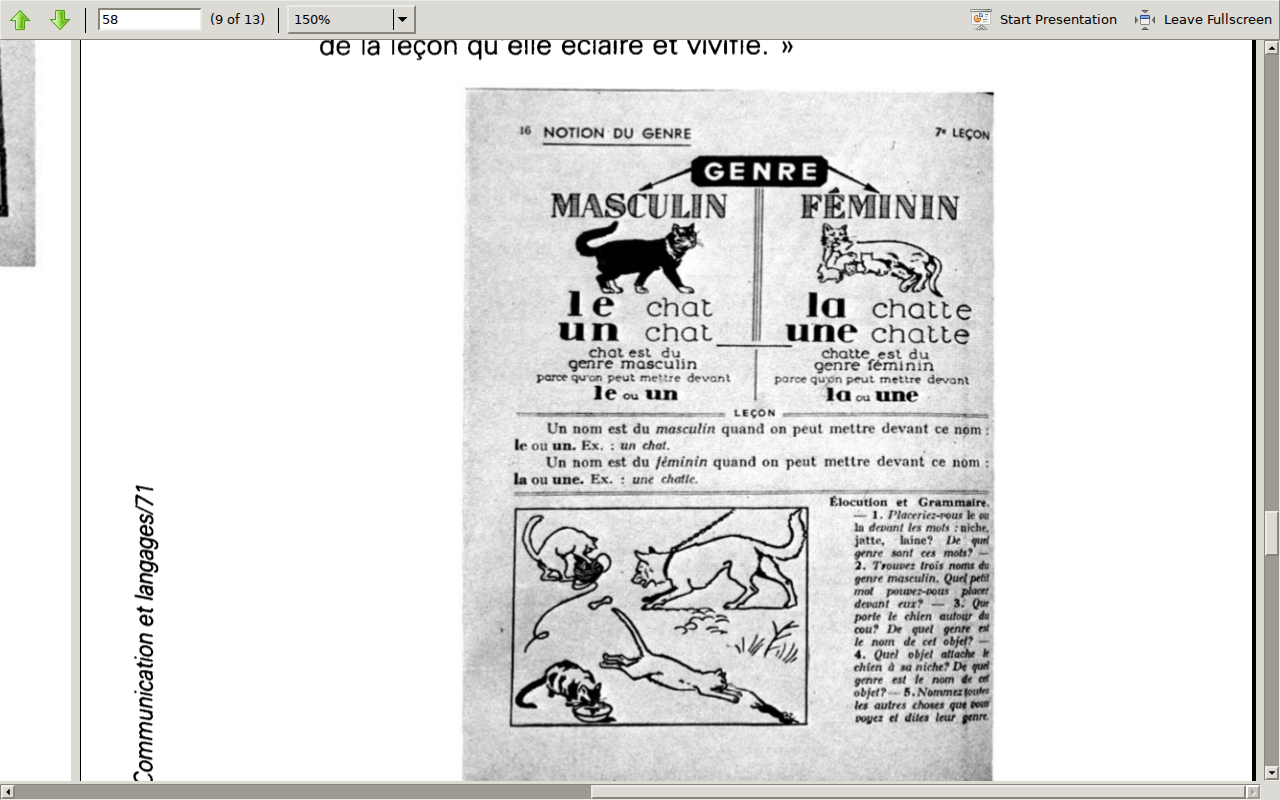 58
(9 of 13)
150%
Start Presentation
Leave Fullscreen
de la leçon qu'elle éclaire et vivifie. »
16 NOTION DU GENRE
7e LEÇON
GENRE
MASCULIN
FÉMININ
le chat
un chat
la chatte
une chatte
chat est du
genre masculin
parce qu'on peut mettre devant
le ou un
chatte est du
genre féminin
parce qu'on peut mettre devant
la ou une
LEÇON
Un nom est du masculin quand on peut mettre devant ce nom :
le ou un. Ex. : un chat.
Un nom est du féminin quand on peut mettre devant ce nom :
la ou une. Ex. : une chatte.
Élocution et Grammaire.
— 1. Placeriez-vous le ou
la devant les mots : niche,
jatte, laine? De quel
genre sont ces mots? —
2. Trouvez trois noms du
genre masculin. Quel petit
mot pouvez-vous placer
devant eux? — 3. Que
porte le chien autour du
cou? De quel genre est
le nom de cet objet? —
4. Quel objet attache le
chien à sa niche? De quel
genre est le nom de cet
objet? — 5. Nommez toutes
les autres choses que vous
voyez et dites leur genre.
Communication et langages/71